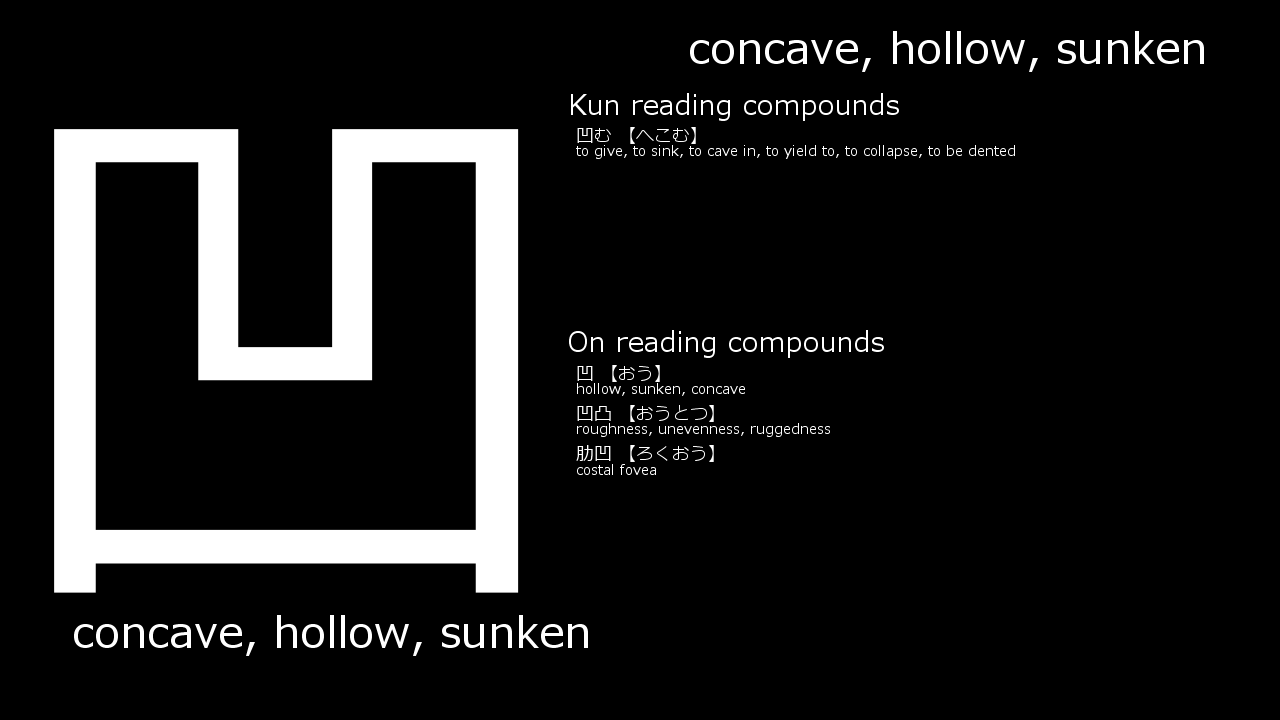 concave, hollow, sunken
凹
concave, hollow, sunken
Kun reading compounds
凹む 【へこむ】
to give, to sink, to cave in, to yield to, to collapse, to be dented
On reading compounds
凹 【おう】
hollow, sunken, concave
凹凸 【おうとつ】
roughness, unevenness, ruggedness
肋凹 【ろくおう】
costal fovea